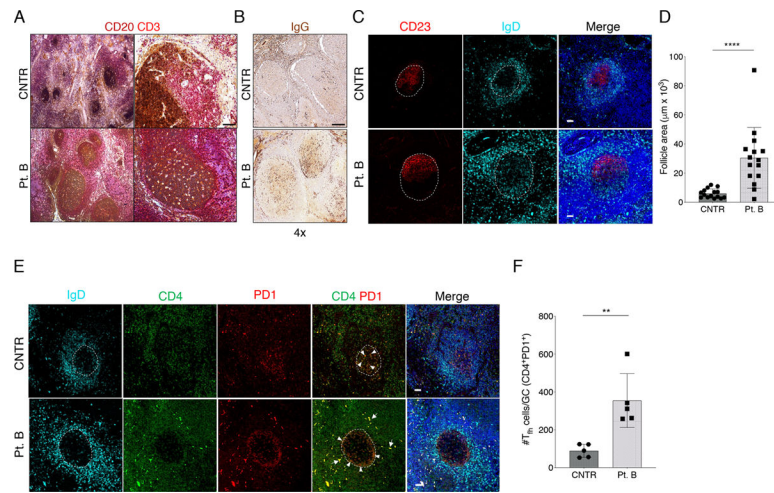 A
CD20 CD3
CNTR
Pt. B
B
IgG
CNTR
Pt. B
4x
C
CD23
IgD
Merge
CNTR
Pt. B
D
****
Follicle area (μm x 10³)
100
80
60
40
20
0
CNTR
Pt. B
E
IgD
CD4
PD1
CD4 PD1
Merge
CNTR
Pt. B
F
**
#Tfh cells/GC (CD4⁺PD1⁺)
800
600
400
200
0
CNTR
Pt. B